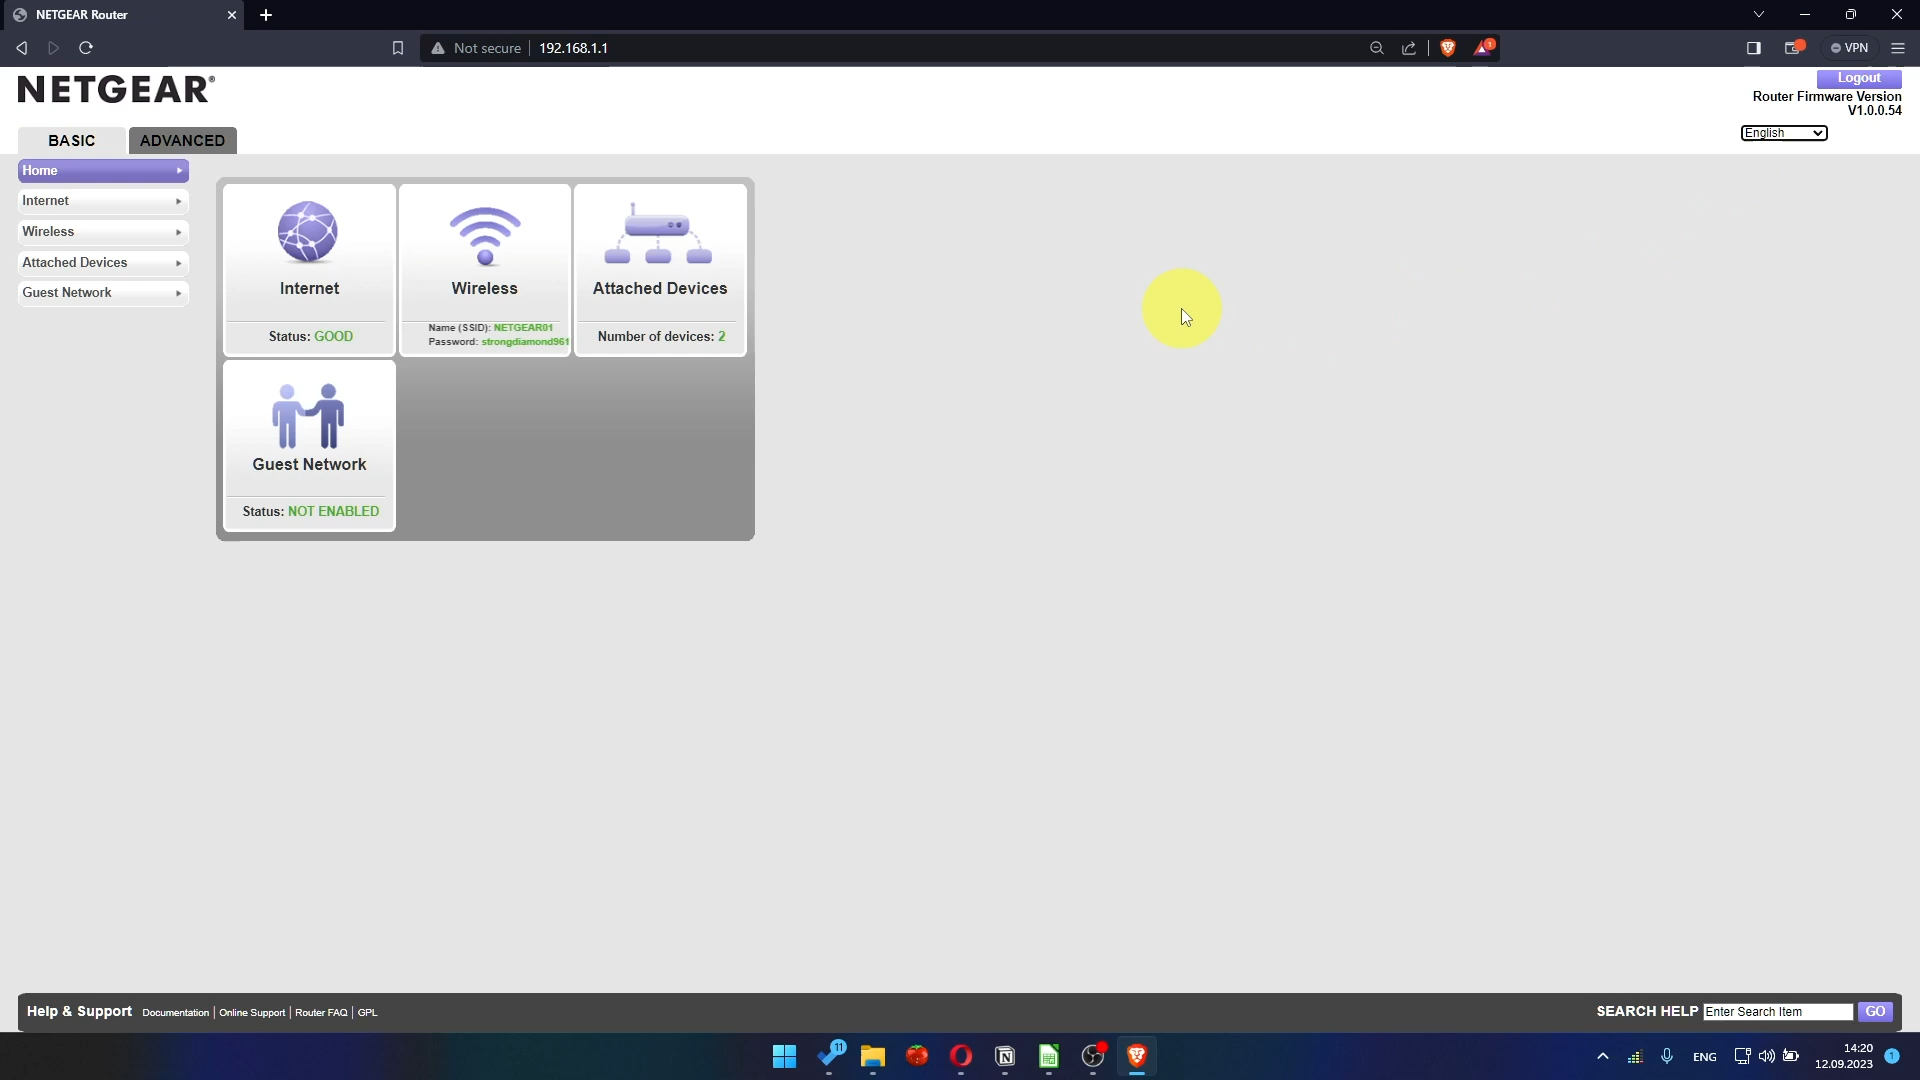 NETGEAR Router
Not secure 192.168.1.1
1
VPN
NETGEAR®
Logout
Router Firmware Version
V1.0.0.54
English
BASIC
ADVANCED
Home
Internet
Wireless
Attached Devices
Guest Network
Internet
Status: GOOD
Wireless
Name (SSID): NETGEAR01
Password: strongdiamond961
Attached Devices
Number of devices: 2
Guest Network
Status: NOT ENABLED
Help & Support Documentation | Online Support | Router FAQ | GPL
SEARCH HELP Enter Search Item GO
11
ENG
14:20
12.09.2023
1